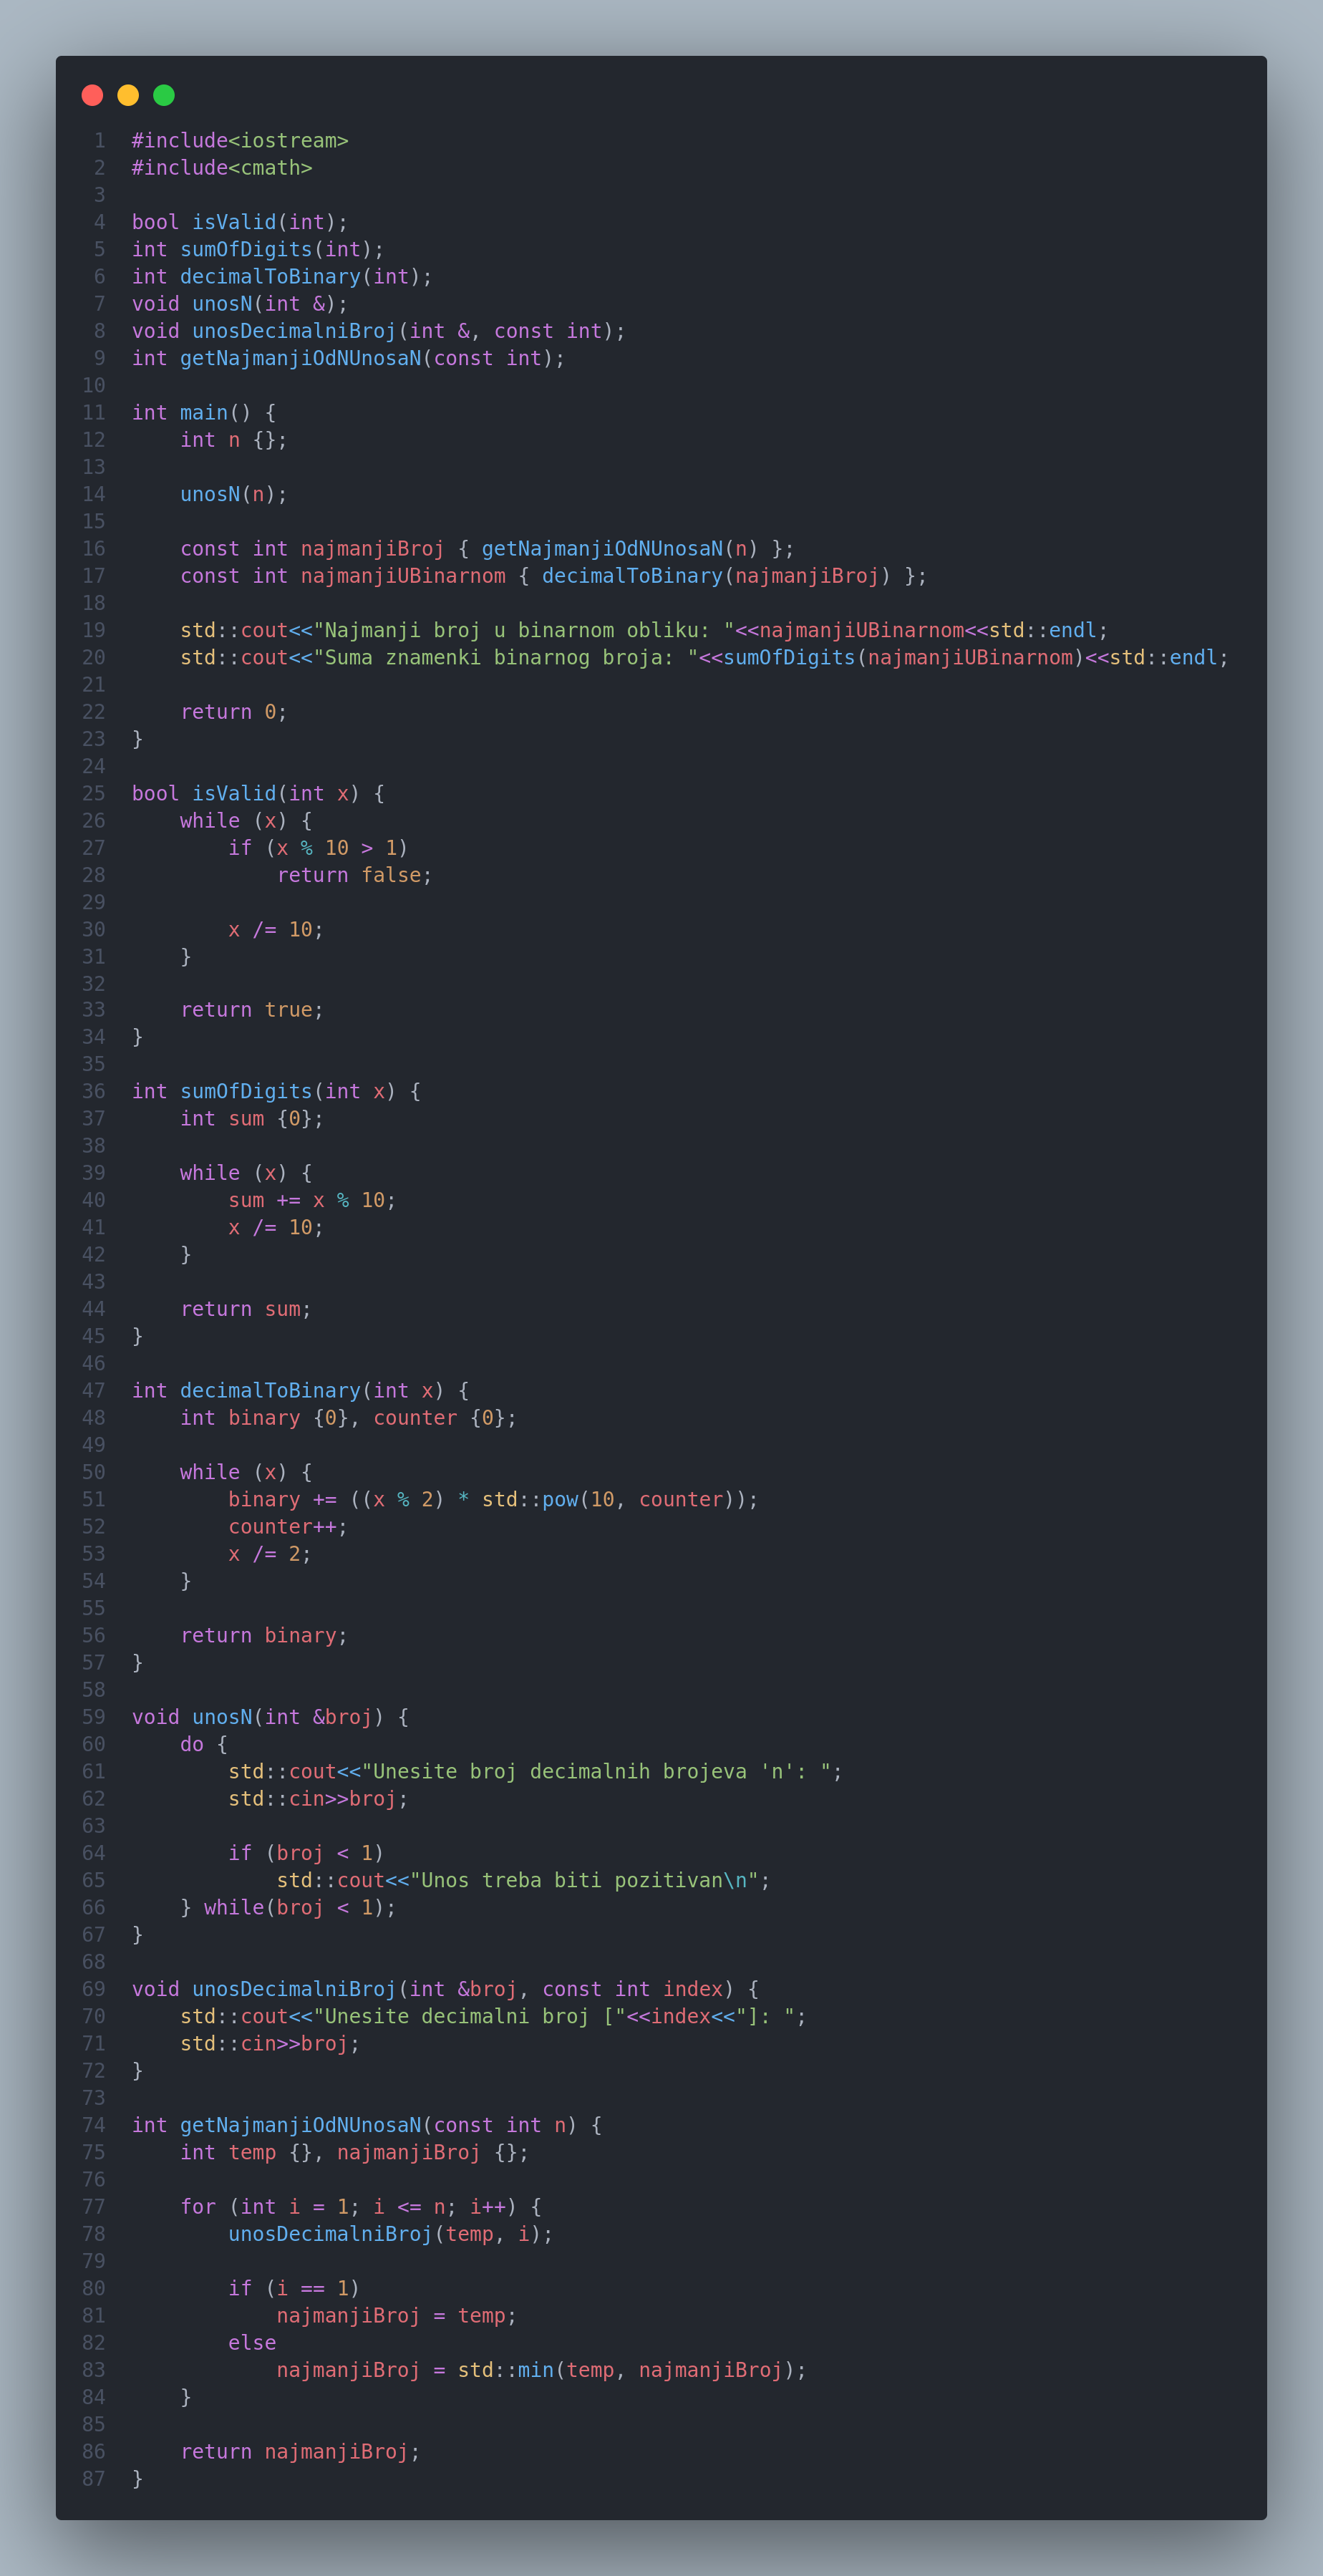 1 #include<iostream>
2 #include<cmath>
3
4 bool isValid(int);
5 int sumOfDigits(int);
6 int decimalToBinary(int);
7 void unosN(int &);
8 void unosDecimalniBroj(int &, const int);
9 int getNajmanjiOdNUnosaN(const int);
10
11 int main() {
12     int n {};
13
14     unosN(n);
15
16     const int najmanjiBroj { getNajmanjiOdNUnosaN(n) };
17     const int najmanjiUBinarnom { decimalToBinary(najmanjiBroj) };
18
19     std::cout<<"Najmanji broj u binarnom obliku: "<<najmanjiUBinarnom<<std::endl;
20     std::cout<<"Suma znamenki binarnog broja: "<<sumOfDigits(najmanjiUBinarnom)<<std::endl;
21
22     return 0;
23 }
24
25 bool isValid(int x) {
26     while (x) {
27         if (x % 10 > 1)
28             return false;
29
30         x /= 10;
31     }
32
33     return true;
34 }
35
36 int sumOfDigits(int x) {
37     int sum {0};
38
39     while (x) {
40         sum += x % 10;
41         x /= 10;
42     }
43
44     return sum;
45 }
46
47 int decimalToBinary(int x) {
48     int binary {0}, counter {0};
49
50     while (x) {
51         binary += ((x % 2) * std::pow(10, counter));
52         counter++;
53         x /= 2;
54     }
55
56     return binary;
57 }
58
59 void unosN(int &broj) {
60     do {
61         std::cout<<"Unesite broj decimalnih brojeva 'n': ";
62         std::cin>>broj;
63
64         if (broj < 1)
65             std::cout<<"Unos treba biti pozitivan\n";
66     } while(broj < 1);
67 }
68
69 void unosDecimalniBroj(int &broj, const int index) {
70     std::cout<<"Unesite decimalni broj ["<<index<<"]: ";
71     std::cin>>broj;
72 }
73
74 int getNajmanjiOdNUnosaN(const int n) {
75     int temp {}, najmanjiBroj {};
76
77     for (int i = 1; i <= n; i++) {
78         unosDecimalniBroj(temp, i);
79
80         if (i == 1)
81             najmanjiBroj = temp;
82         else
83             najmanjiBroj = std::min(temp, najmanjiBroj);
84     }
85
86     return najmanjiBroj;
87 }